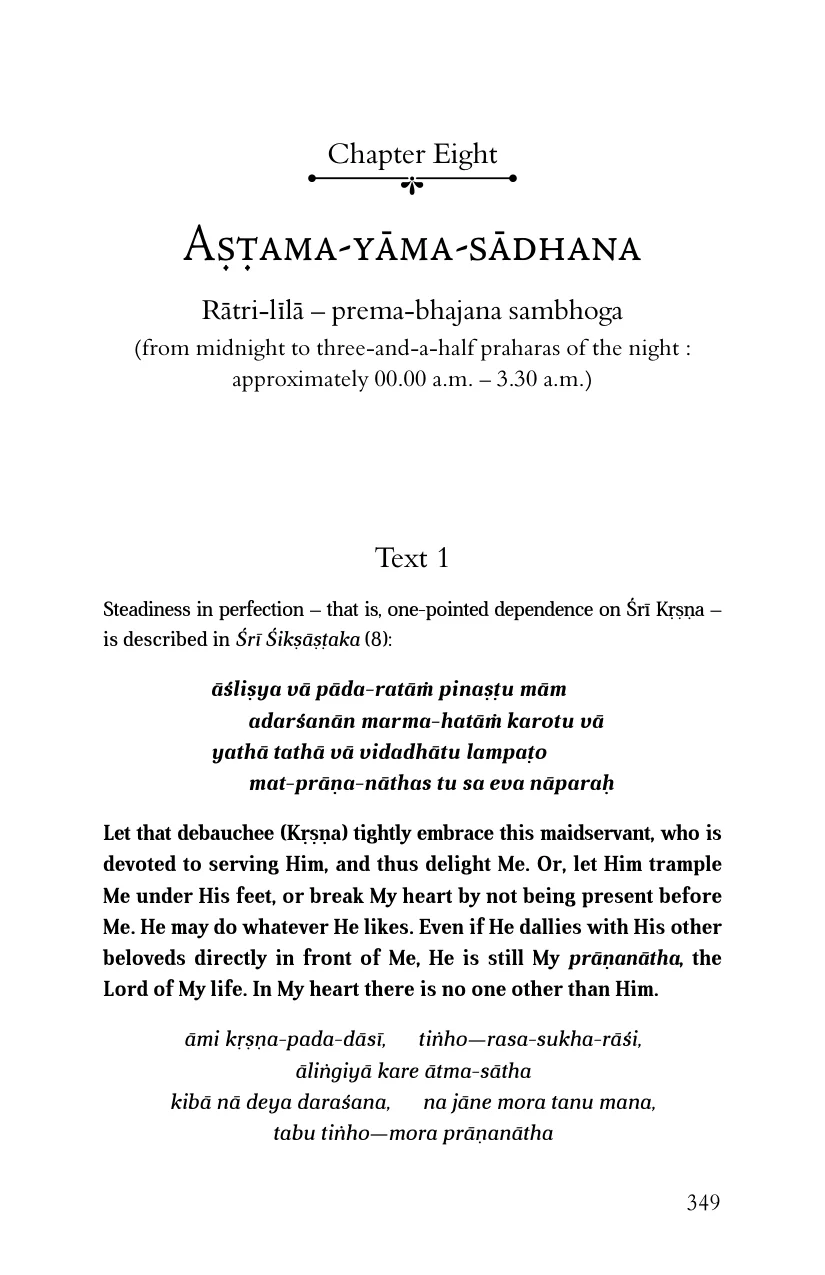 Chapter Eight
Aṣṭama-yāma-sādhana
Rātri-līlā – prema-bhajana sambhoga
(from midnight to three-and-a-half praharas of the night :
approximately 00.00 a.m. – 3.30 a.m.)
Text 1
Steadiness in perfection – that is, one-pointed dependence on Śrī Kṛṣṇa –
is described in Śrī Śikṣāṣṭaka (8):
āśliṣya vā pāda-ratāṁ pinaṣṭu mām
adarśanān marma-hatāṁ karotu vā
yathā tathā vā vidadhātu lampaṭo
mat-prāṇa-nāthas tu sa eva nāparaḥ
Let that debauchee (Kṛṣṇa) tightly embrace this maidservant, who is
devoted to serving Him, and thus delight Me. Or, let Him trample
Me under His feet, or break My heart by not being present before
Me. He may do whatever He likes. Even if He dallies with His other
beloveds directly in front of Me, He is still My prāṇanātha, the
Lord of My life. In My heart there is no one other than Him.
āmi kṛṣṇa-pada-dāsī, tiṅho—rasa-sukha-rāśi,
āliṅgiyā kare ātma-sātha
kibā nā deya daraśana, na jāne mora tanu mana,
tabu tiṅho—mora prāṇanātha
349